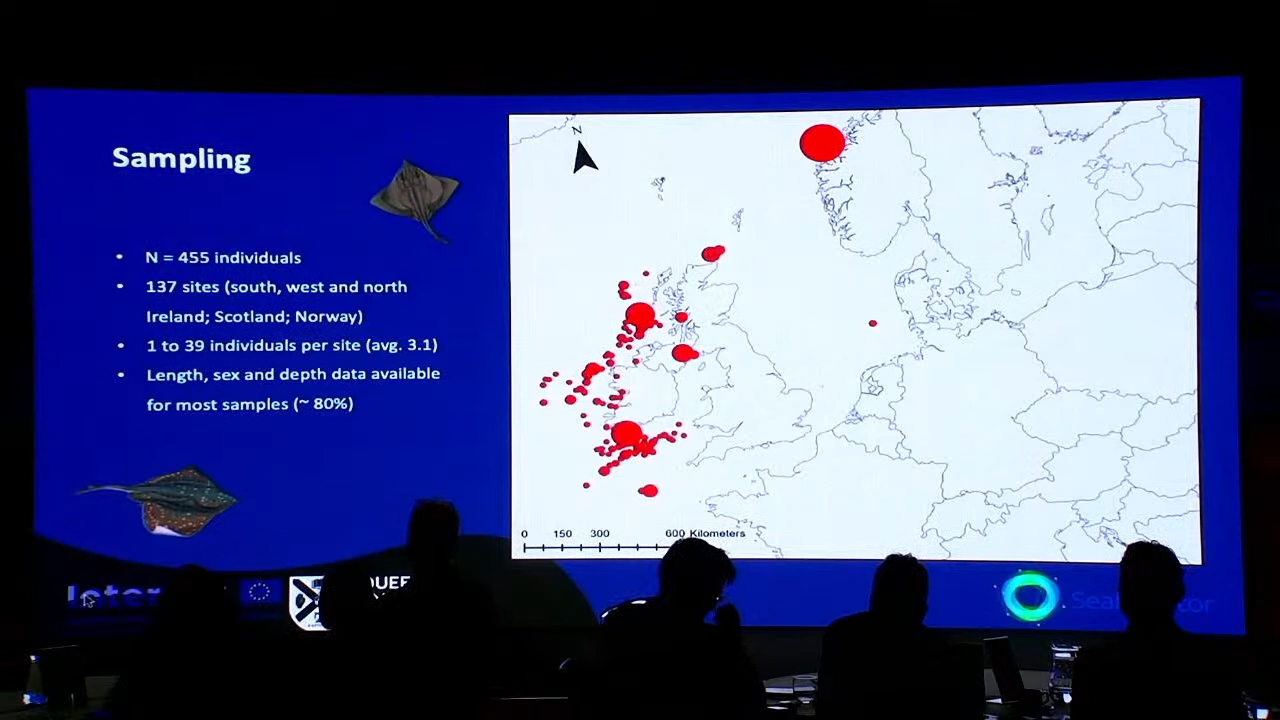 Sampling
• N = 455 individuals
• 137 sites (south, west and north
Ireland; Scotland; Norway)
• 1 to 39 individuals per site (avg. 3.1)
• Length, sex and depth data available
for most samples (~ 80%)
N
0 150 300 600 Kilometers